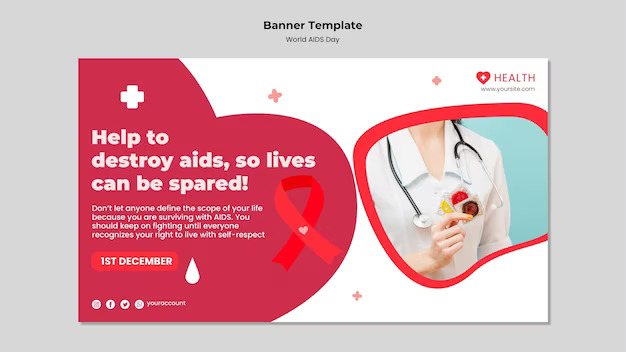 Banner Template
World AIDS Day
HEALTH
www.yoursite.com
Help to
destroy aids, so lives
can be spared!
Don't let anyone define the scope of your life
because you are surviving with AIDS. You
should keep on fighting until everyone
recognizes your right to live with self-respect
1ST DECEMBER
youraccount